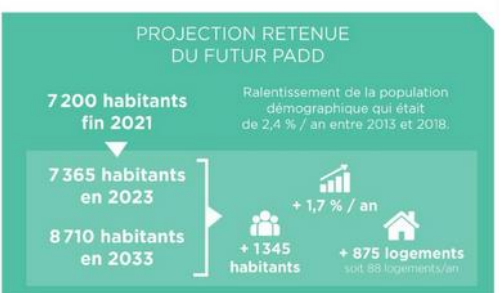 PROJECTION RETENUE
DU FUTUR PADD
7 200 habitants
fin 2021
Ralentissement de la population
démographique qui était
de 2,4 % / an entre 2013 et 2018.
7 365 habitants
en 2023
8 710 habitants
en 2033
+ 1,7 % / an
+ 1 345
habitants
+ 875 logements
soit 88 logements/an